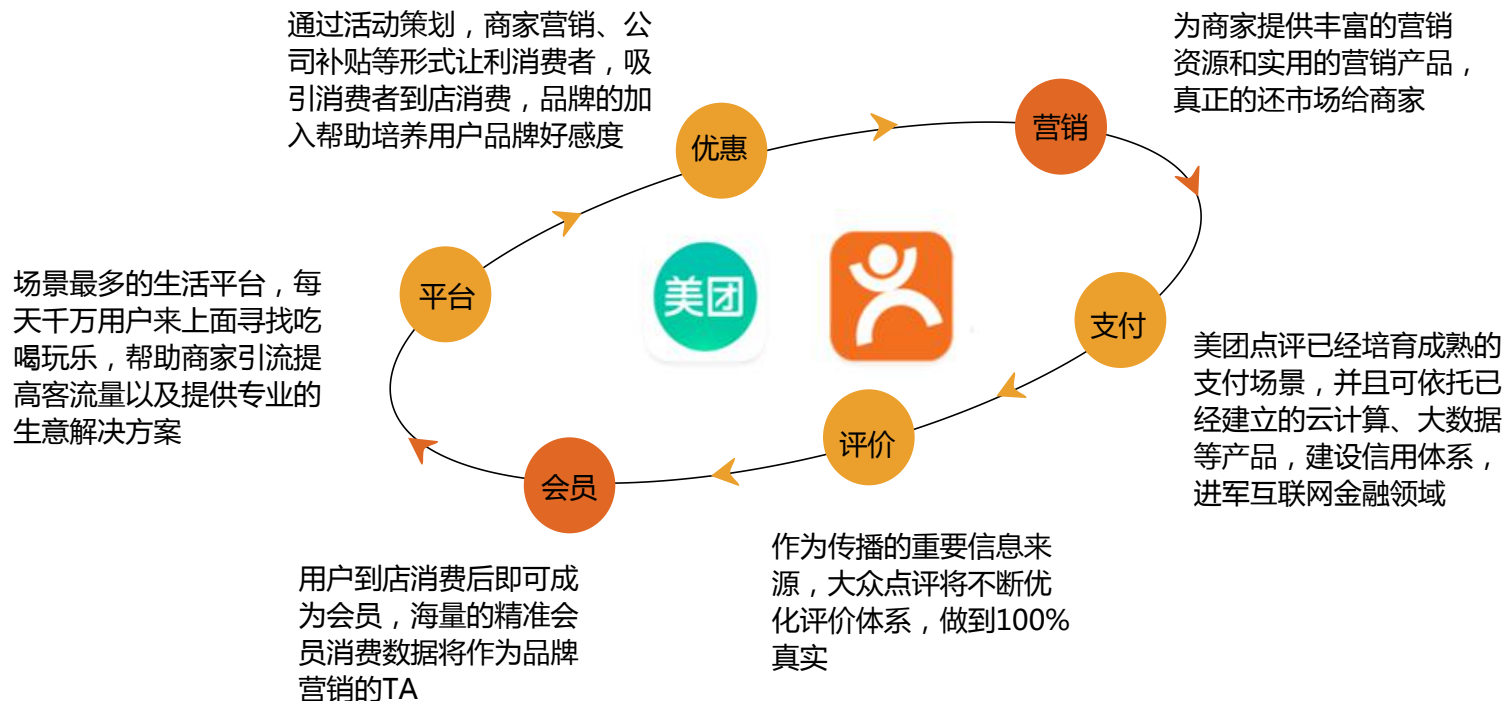 通过活动策划，商家营销、公
司补贴等形式让利消费者，吸
引消费者到店消费，品牌的加
入帮助培养用户品牌好感度
为商家提供丰富的营销
资源和实用的营销产品，
真正的还市场给商家
优惠
营销
场景最多的生活平台，每
天千万用户来上面寻找吃
喝玩乐，帮助商家引流提
高客流量以及提供专业的
生意解决方案
平台
美团
支付
美团点评已经培育成熟的
支付场景，并且可依托已
经建立的云计算、大数据
等产品，建设信用体系，
进军互联网金融领域
评价
会员
作为传播的重要信息来
源，大众点评将不断优
化评价体系，做到100%
真实
用户到店消费后即可成
为会员，海量的精准会
员消费数据将作为品牌
营销的TA